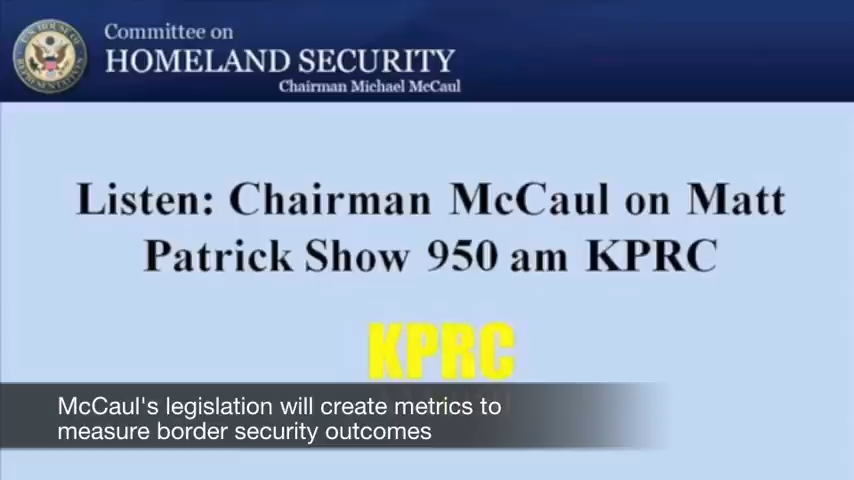 Committee on
HOMELAND SECURITY
Chairman Michael McCaul
Listen: Chairman McCaul on Matt
Patrick Show 950 am KPRC
KPRC
McCaul's legislation will create metrics to
measure border security outcomes